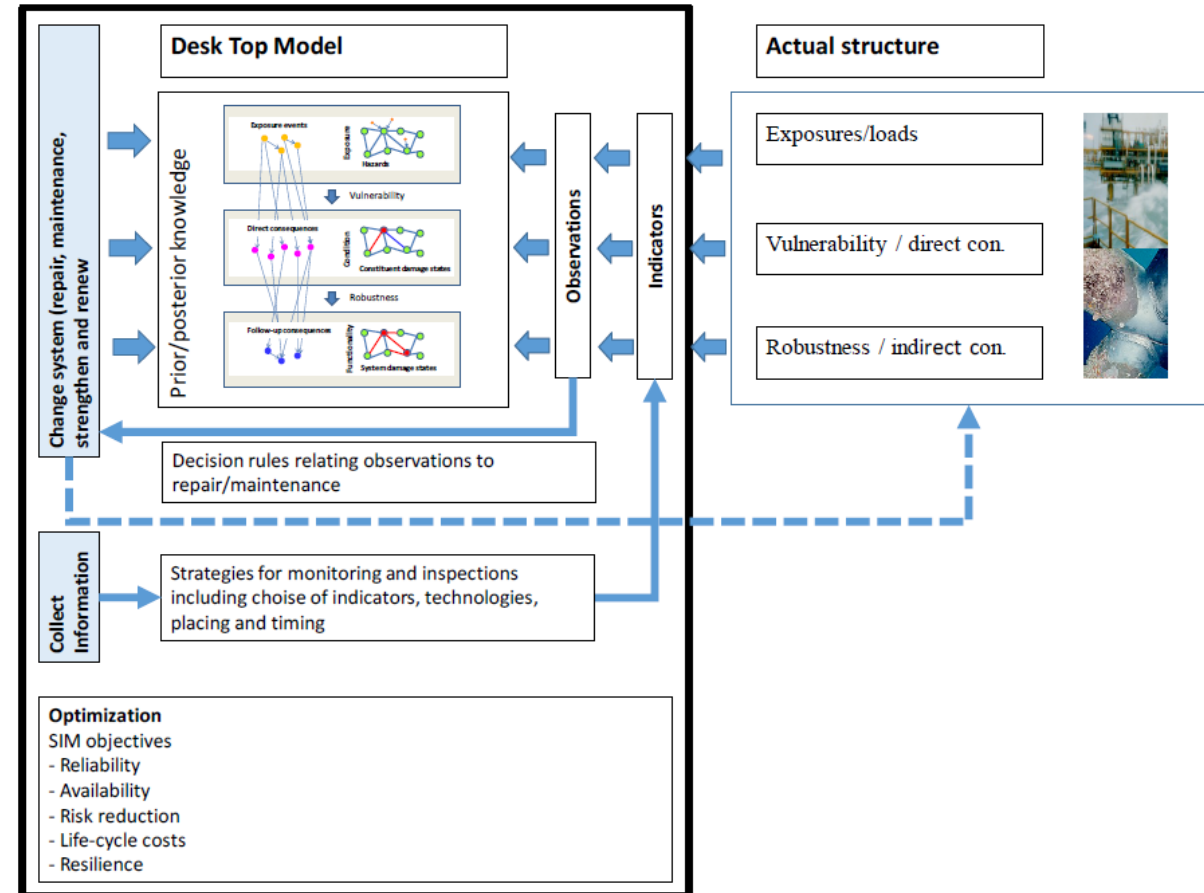 Change system (repair, maintenance,
strengthen and renew
Desk Top Model
Prior/posterior knowledge
Exposure events
Exposure
Hazards
Vulnerability
Direct consequences
Condition
Constituent damage states
Robustness
Follow-up consequences
Functionality
System damage states
Observations
Indicators
Actual structure
Exposures/loads
Vulnerability / direct con.
Robustness / indirect con.
Decision rules relating observations to
repair/maintenance
Collect
Information
Strategies for monitoring and inspections
including choise of indicators, technologies,
placing and timing
Optimization
SIM objectives
- Reliability
- Availability
- Risk reduction
- Life-cycle costs
- Resilience